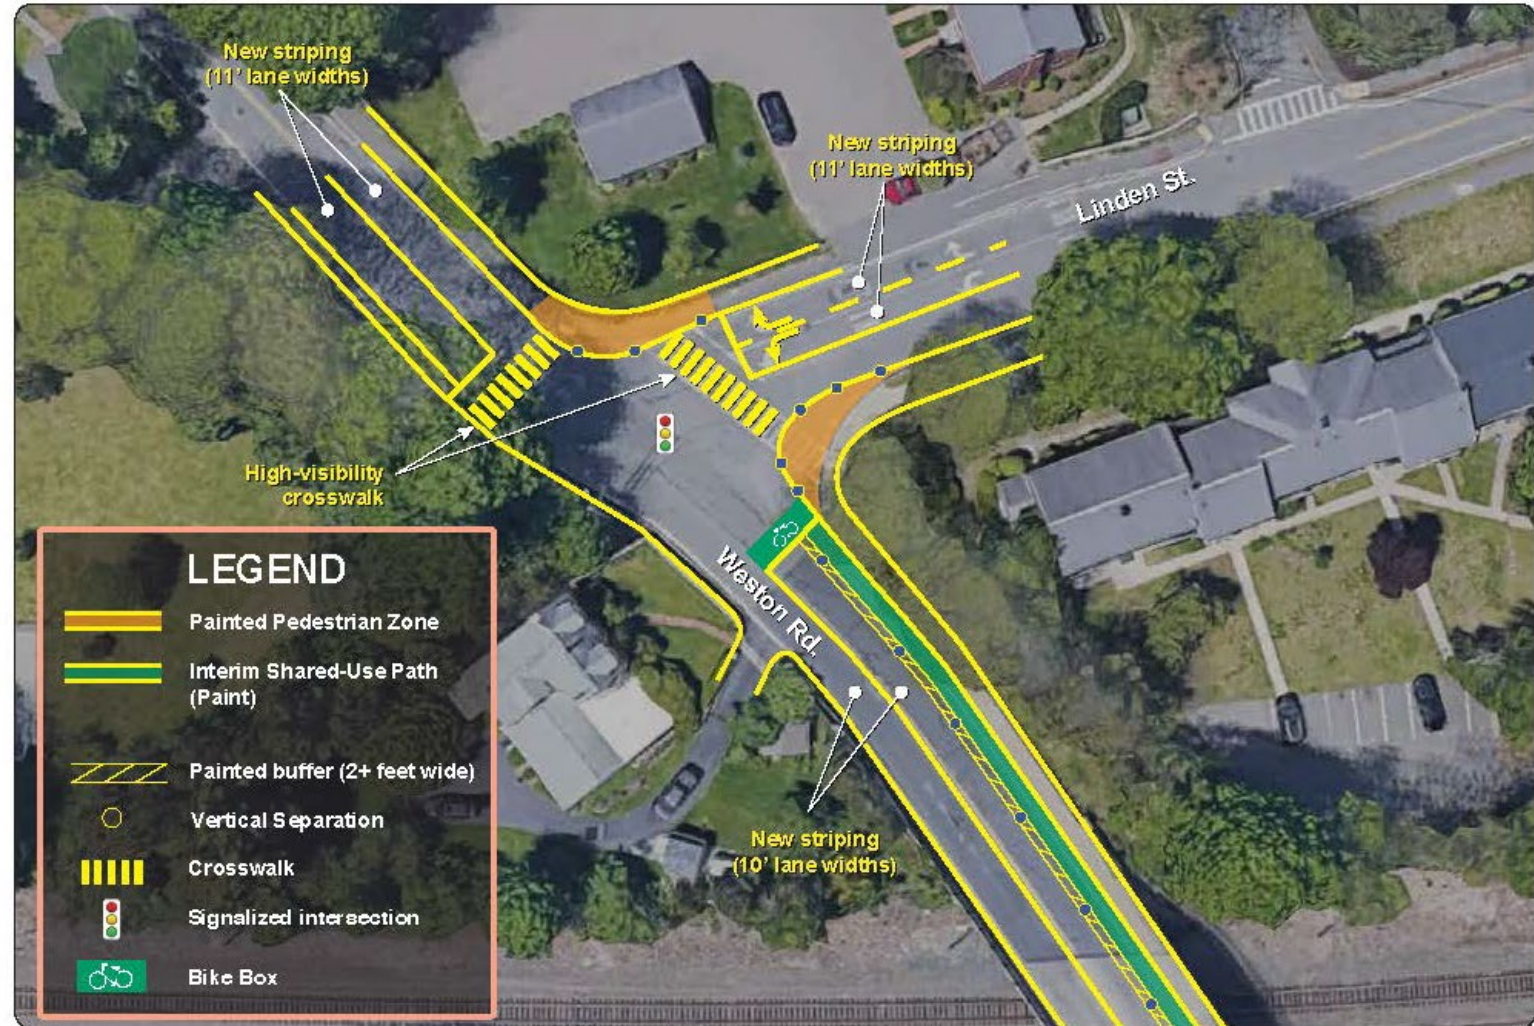 New striping
(11' lane widths)
New striping
(11' lane widths)
Linden St.
High-visibility
crosswalk
Weston Rd.
New striping
(10' lane widths)
LEGEND
Painted Pedestrian Zone
Interim Shared-Use Path
(Paint)
Painted buffer (2+ feet wide)
Vertical Separation
Crosswalk
Signalized intersection
Bike Box